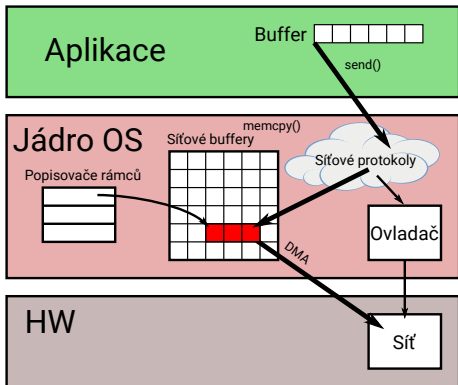 Aplikace
Buffer
send()
Jádro OS
memcpy()
Síťové buffery
Síťové protokoly
Popisovače rámců
Ovladač
DMA
HW
Síť